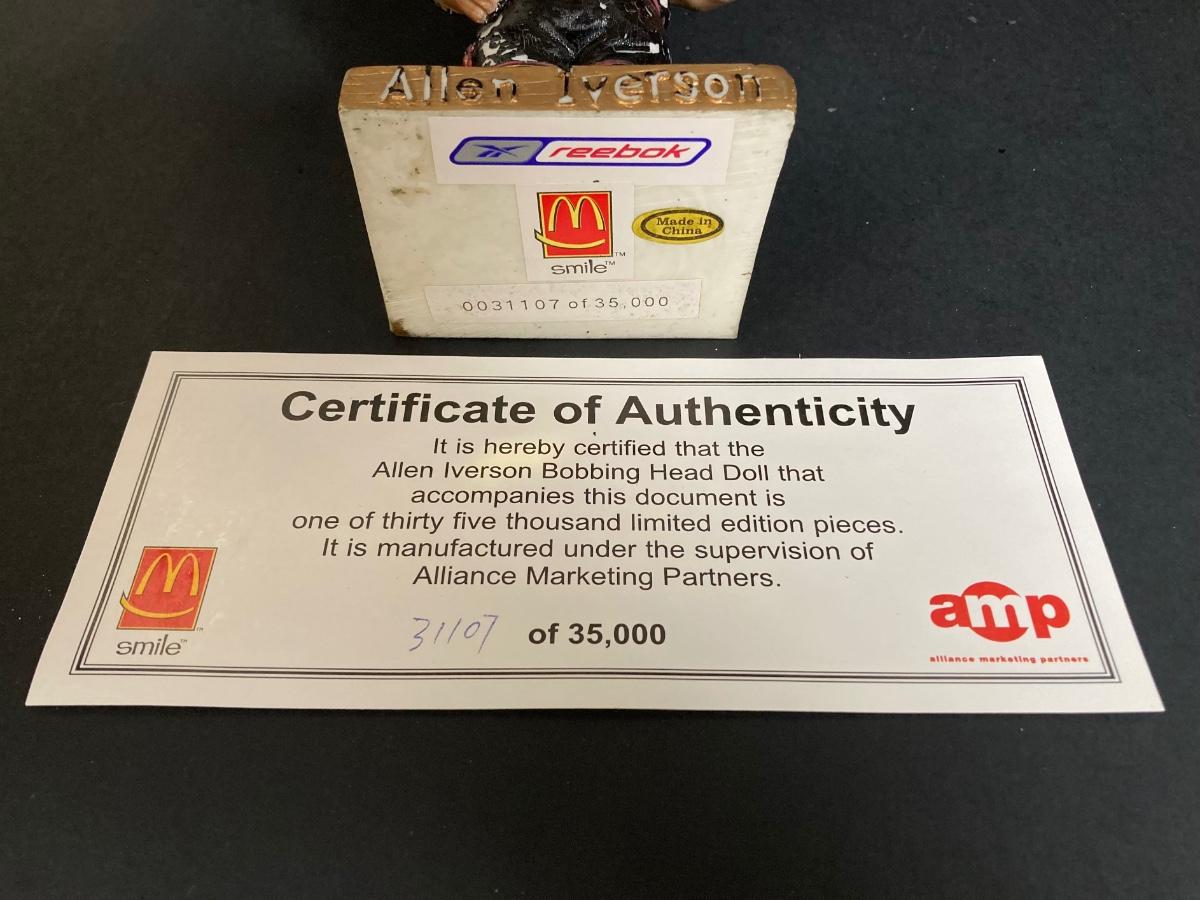 Allen Iverson
reebok
Made in
China
TM
smile™
0031107 of 35,000
Certificate of Authenticity
It is hereby certified that the
Allen Iverson Bobbing Head Doll that
accompanies this document is
one of thirty five thousand limited edition pieces.
It is manufactured under the supervision of
Alliance Marketing Partners.
TM
smile™
31107 of 35,000
amp
alliance marketing partners